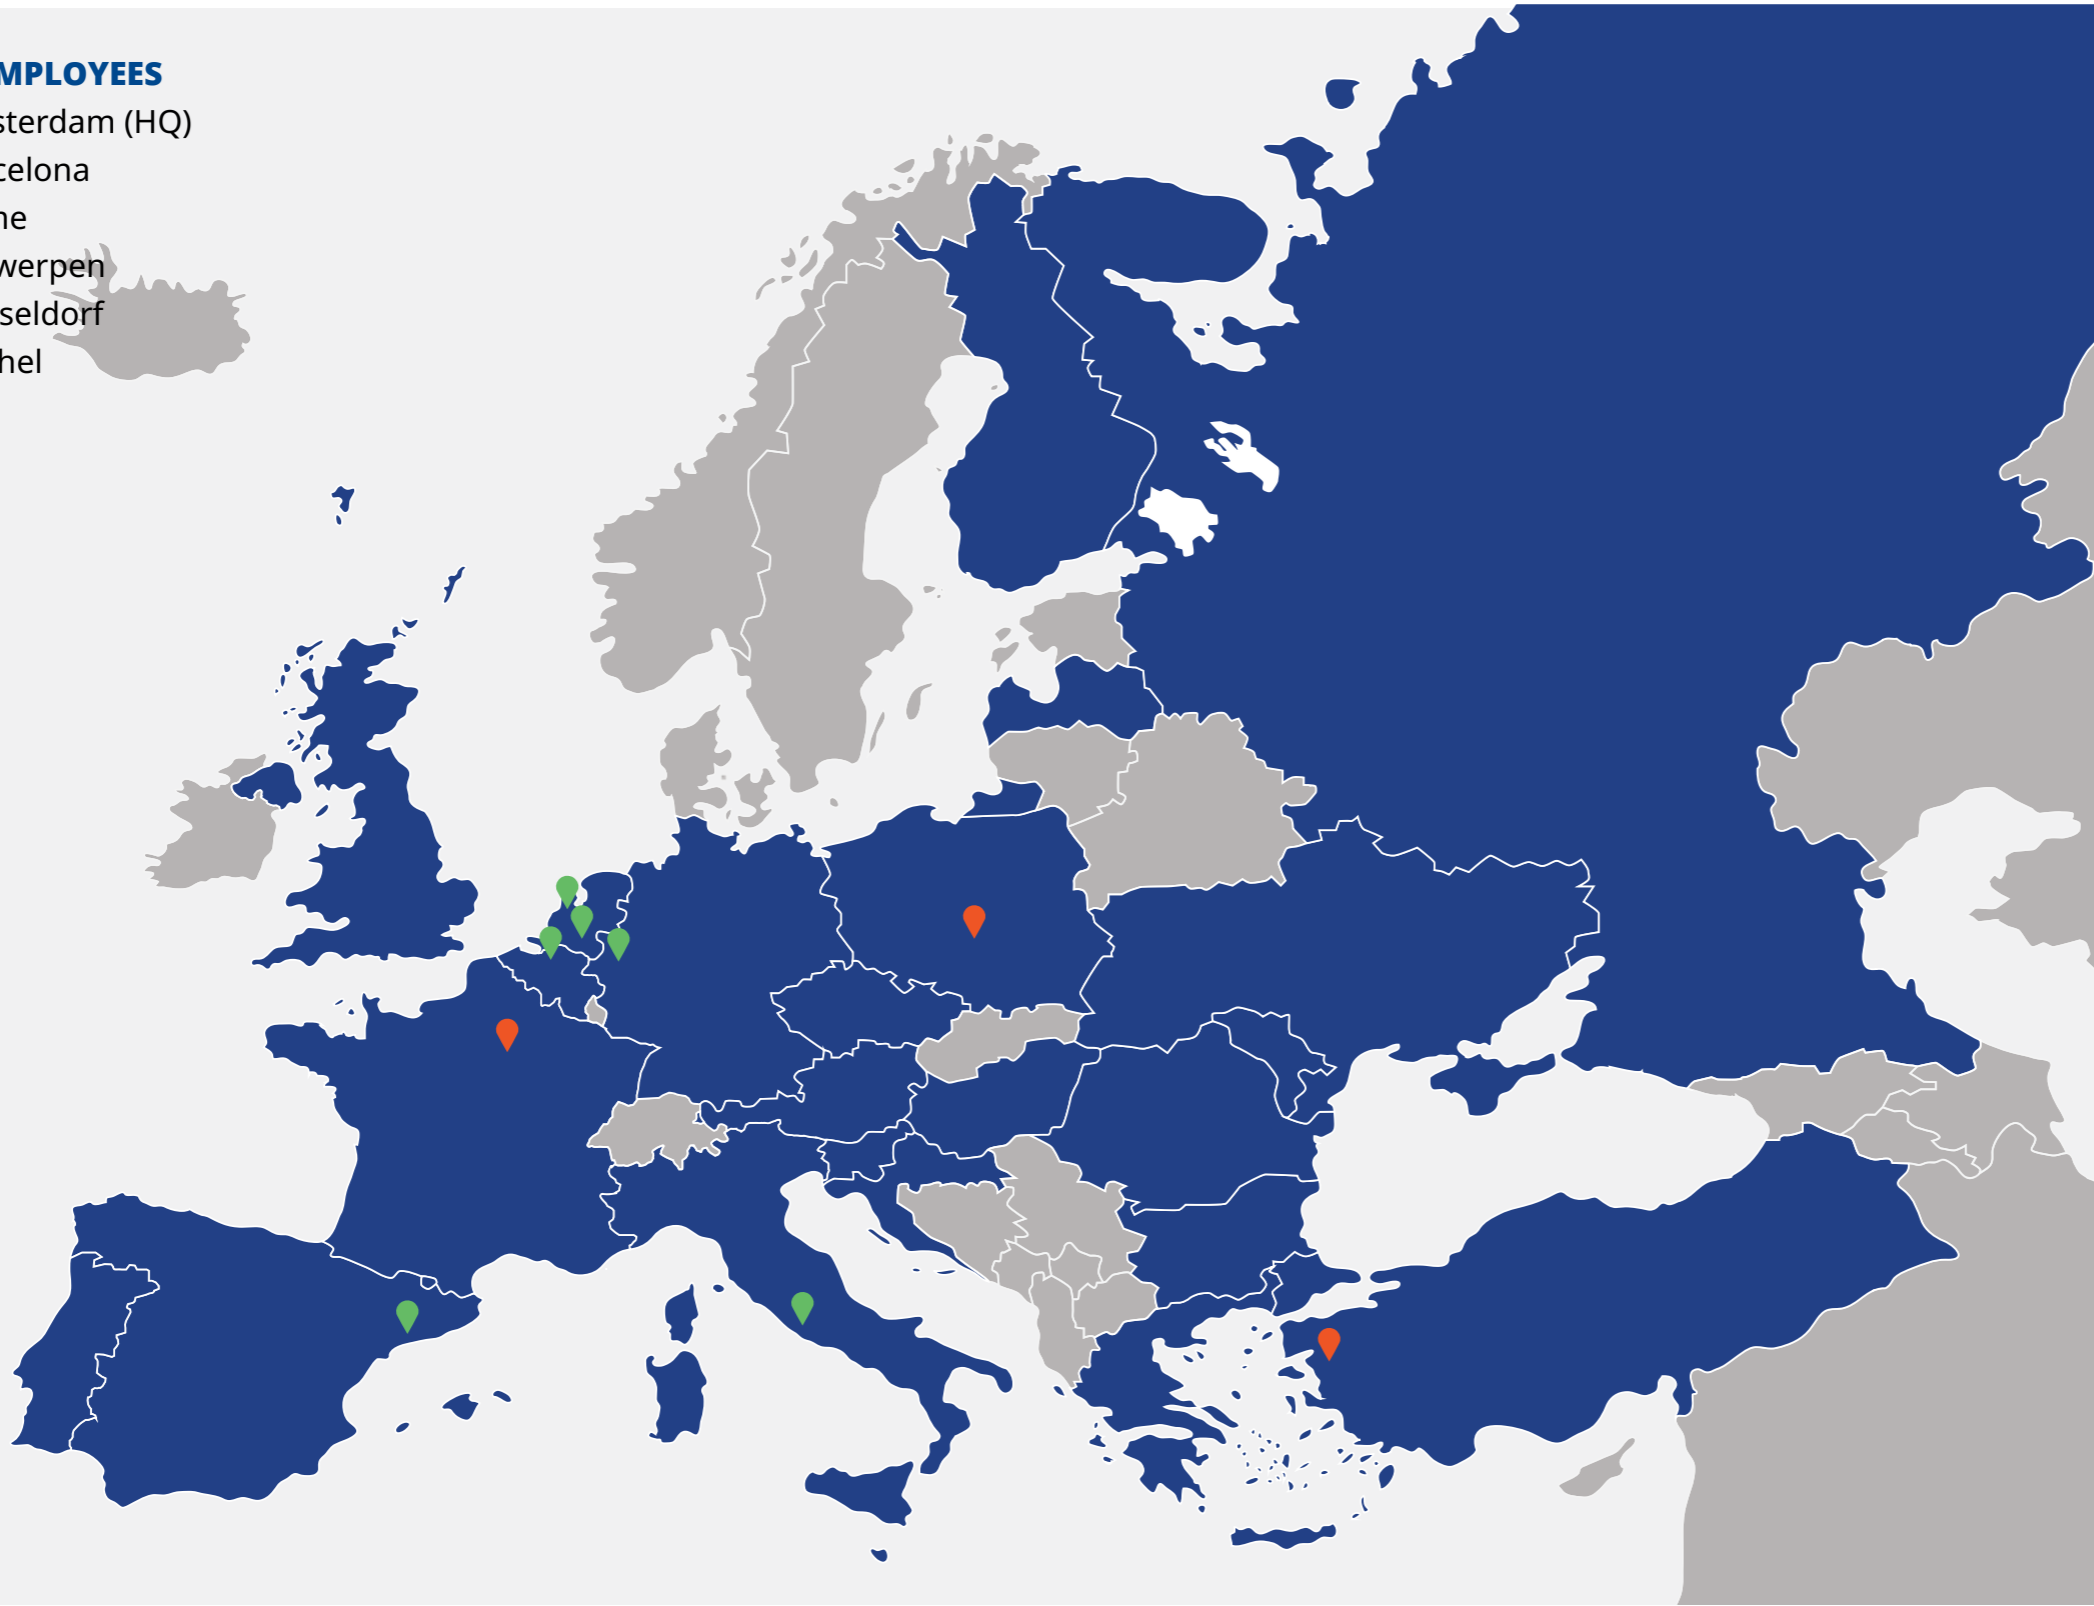 MPLOYEES
sterdam (HQ)
celona
ne
werpen
seldorf
hel